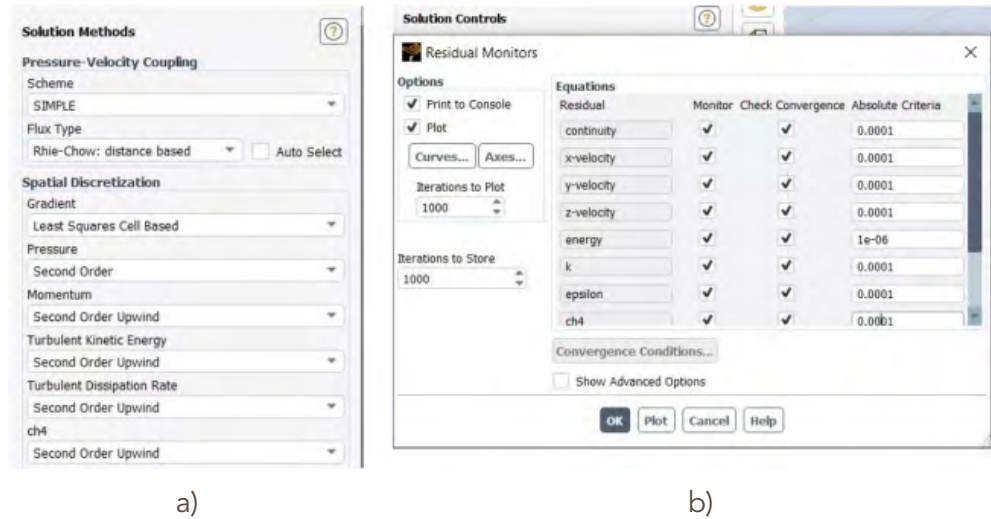 Solution Methods
Pressure-Velocity Coupling
Scheme
SIMPLE
Flux Type
Rhie-Chow: distance based Auto Select
Spatial Discretization
Gradient
Least Squares Cell Based
Pressure
Second Order
Momentum
Second Order Upwind
Turbulent Kinetic Energy
Second Order Upwind
Turbulent Dissipation Rate
Second Order Upwind
ch4
Second Order Upwind
a)
Solution Controls
Residual Monitors
Options
Print to Console
Plot
Curves... Axes...
Iterations to Plot
1000
Iterations to Store
1000
Equations
Residual Monitor Check Convergence Absolute Criteria
continuity 0.0001
x-velocity 0.0001
y-velocity 0.0001
z-velocity 0.0001
energy 1e-06
k 0.0001
epsilon 0.0001
ch4 0.0001
Convergence Conditions...
Show Advanced Options
OK Plot Cancel Help
b)